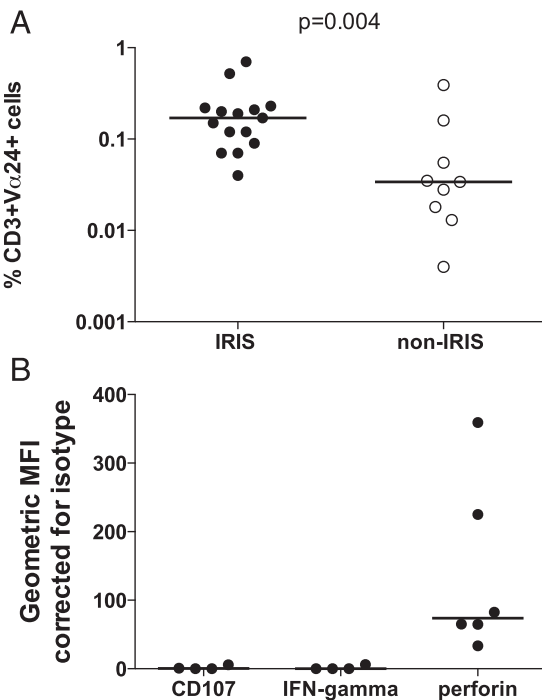 A
p=0.004
% CD3+Vα24+ cells
1
0.1
0.01
0.001
IRIS non-IRIS
B
Geometric MFI
corrected for isotype
400
300
200
100
0
CD107 IFN-gamma perforin